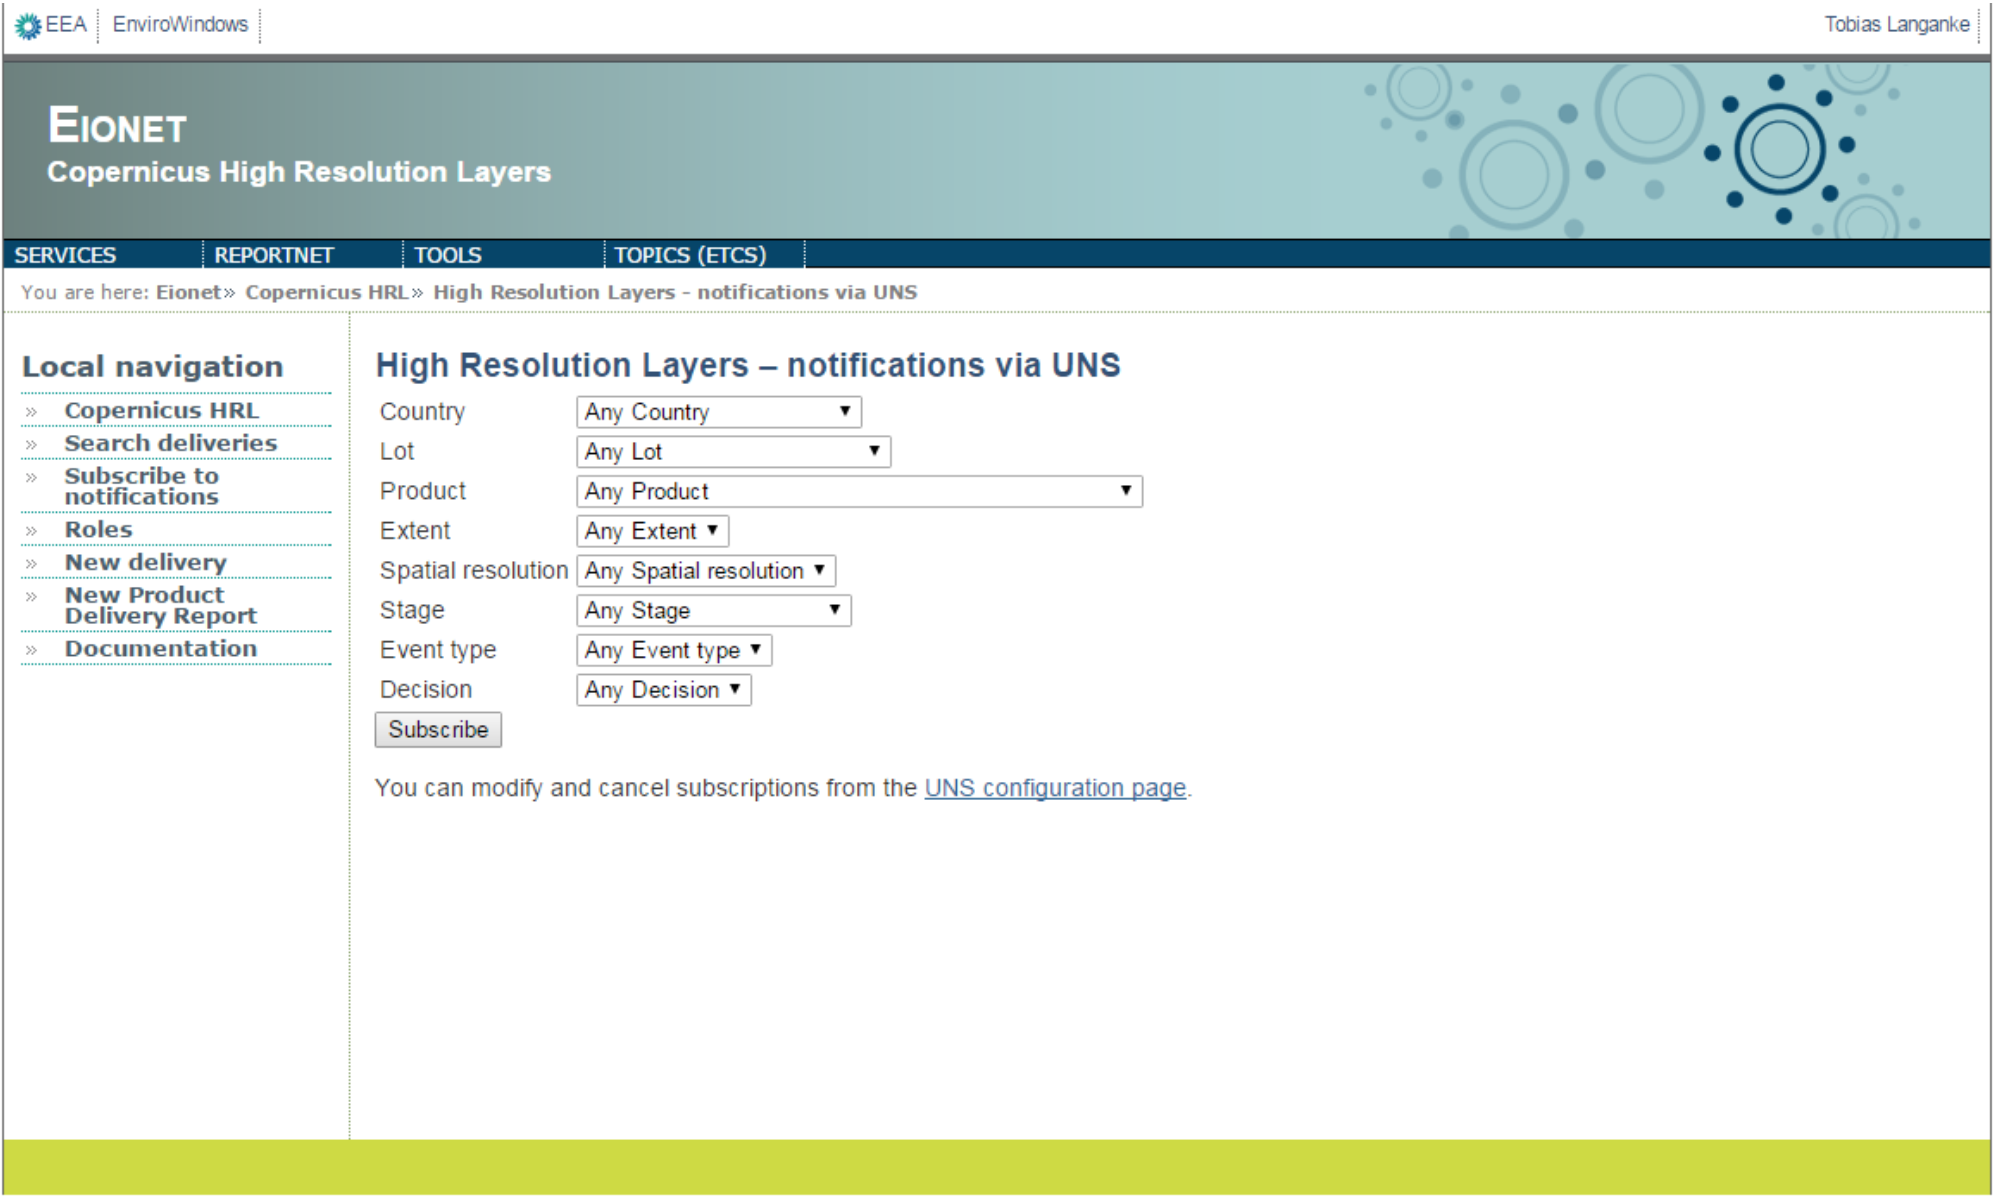 EEA EnviroWindows Tobias Langanke
EIONET
Copernicus High Resolution Layers
SERVICES REPORTNET TOOLS TOPICS (ETCS)
You are here: Eionet» Copernicus HRL» High Resolution Layers - notifications via UNS
Local navigation
» Copernicus HRL
» Search deliveries
» Subscribe to
notifications
» Roles
» New delivery
» New Product
Delivery Report
» Documentation
High Resolution Layers – notifications via UNS
Country Any Country
Lot Any Lot
Product Any Product
Extent Any Extent
Spatial resolution Any Spatial resolution
Stage Any Stage
Event type Any Event type
Decision Any Decision
Subscribe
You can modify and cancel subscriptions from the UNS configuration page.